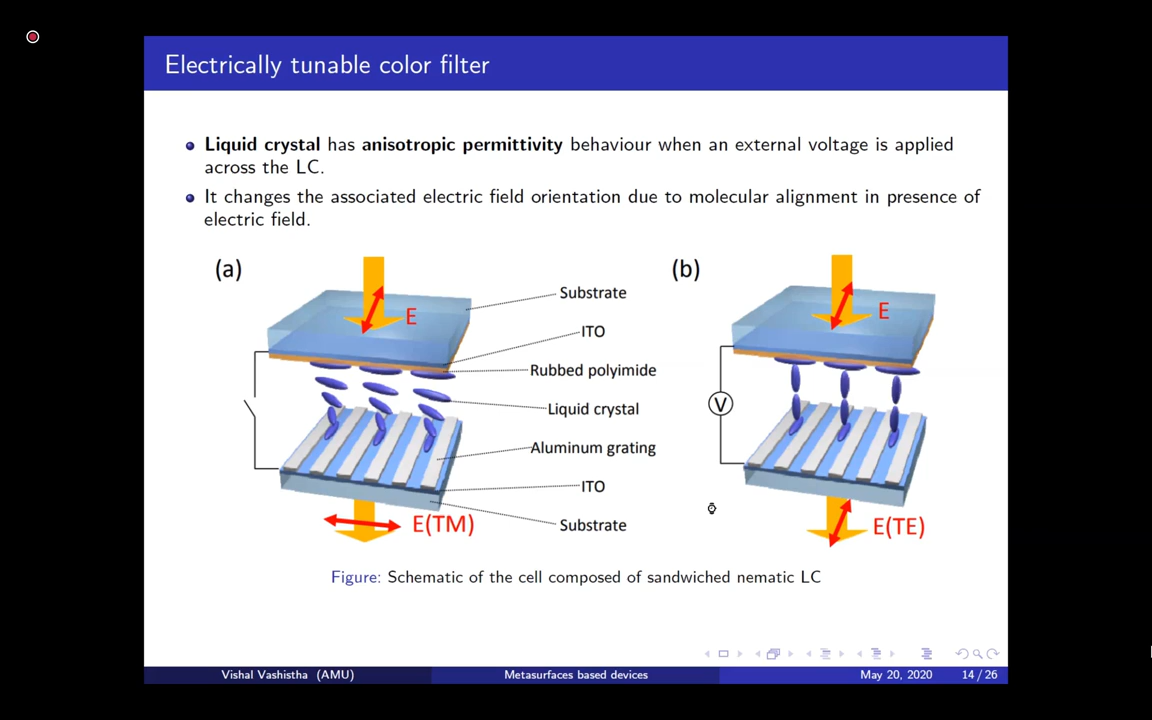 Electrically tunable color filter
Liquid crystal has anisotropic permittivity behaviour when an external voltage is applied
across the LC.
It changes the associated electric field orientation due to molecular alignment in presence of
electric field.
(a)
(b)
E
E
Substrate
ITO
Rubbed polyimide
Liquid crystal
V
Aluminum grating
ITO
Substrate
E(TM)
E(TE)
Figure: Schematic of the cell composed of sandwiched nematic LC
Vishal Vashistha (AMU)
Metasurfaces based devices
May 20, 2020
14 / 26